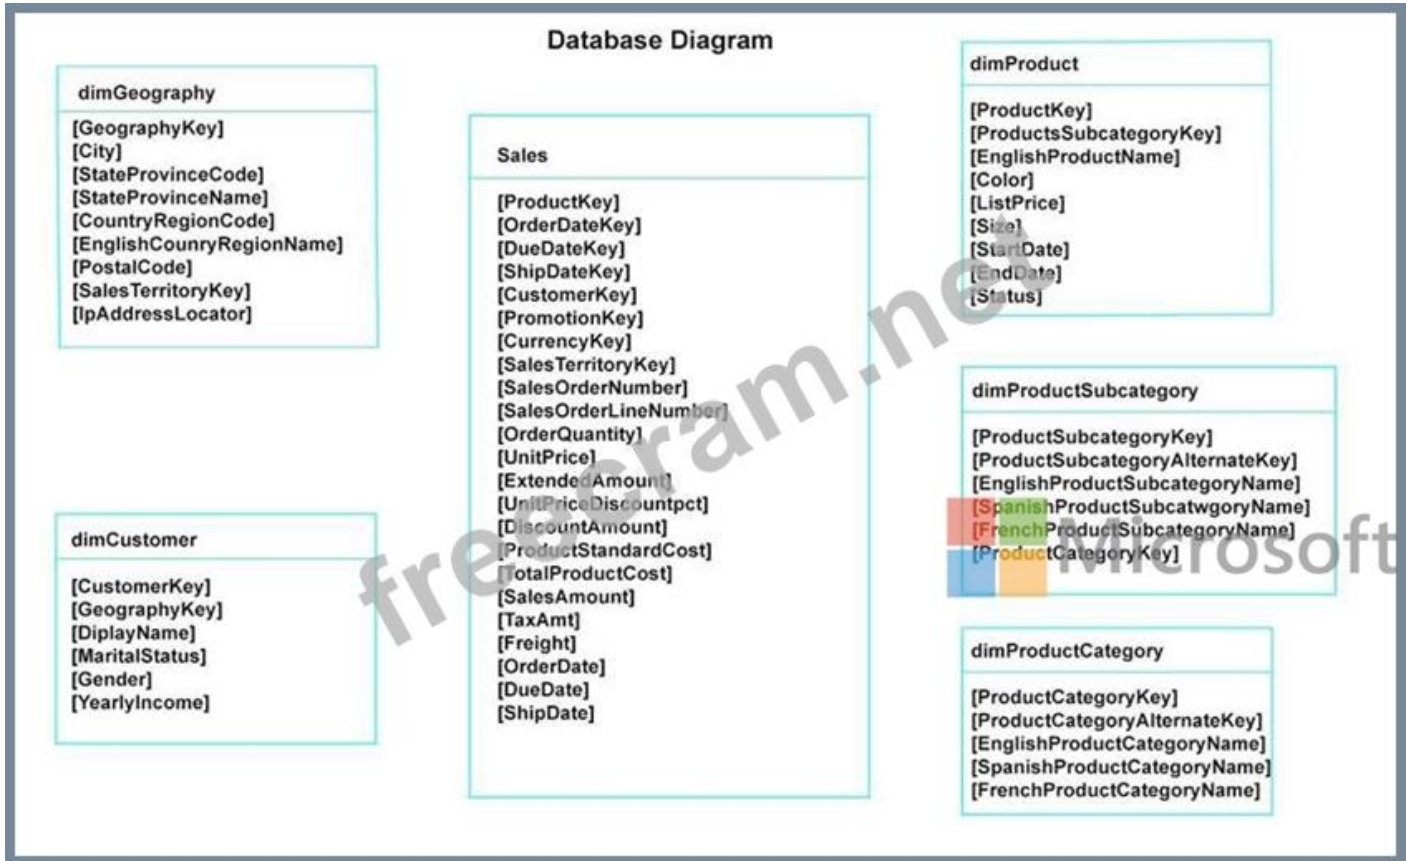 Database Diagram
dimGeography
[GeographyKey]
[City]
[StateProvinceCode]
[StateProvinceName]
[CountryRegionCode]
[EnglishCounryRegionName]
[PostalCode]
[SalesTerritoryKey]
[IpAddressLocator]
dimCustomer
[CustomerKey]
[GeographyKey]
[DiplayName]
[MaritalStatus]
[Gender]
[YearlyIncome]
Sales
[ProductKey]
[OrderDateKey]
[DueDateKey]
[ShipDateKey]
[CustomerKey]
[PromotionKey]
[CurrencyKey]
[SalesTerritoryKey]
[SalesOrderNumber]
[SalesOrderLineNumber]
[OrderQuantity]
[UnitPrice]
[ExtendedAmount]
[UnitPriceDiscountpct]
[DiscountAmount]
[ProductStandardCost]
[TotalProductCost]
[SalesAmount]
[TaxAmt]
[Freight]
[OrderDate]
[DueDate]
[ShipDate]
dimProduct
[ProductKey]
[ProductsSubcategoryKey]
[EnglishProductName]
[Color]
[ListPrice]
[Size]
[StartDate]
[EndDate]
[Status]
dimProductSubcategory
[ProductSubcategoryKey]
[ProductSubcategoryAlternateKey]
[EnglishProductSubcategoryName]
[SpanishProductSubcatwgoryName]
[FrenchProductSubcategoryName]
[ProductCategoryKey]
dimProductCategory
[ProductCategoryKey]
[ProductCategoryAlternateKey]
[EnglishProductCategoryName]
[SpanishProductCategoryName]
[FrenchProductCategoryName]
freecram.net
Microsoft